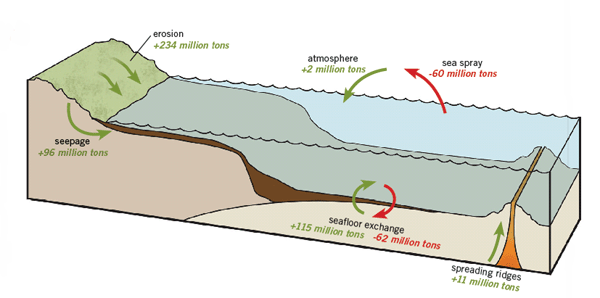 erosion
+234 million tons
atmosphere
+2 million tons
sea spray
-60 million tons
seepage
+96 million tons
seafloor exchange
+115 million tons -62 million tons
spreading ridges
+11 million tons